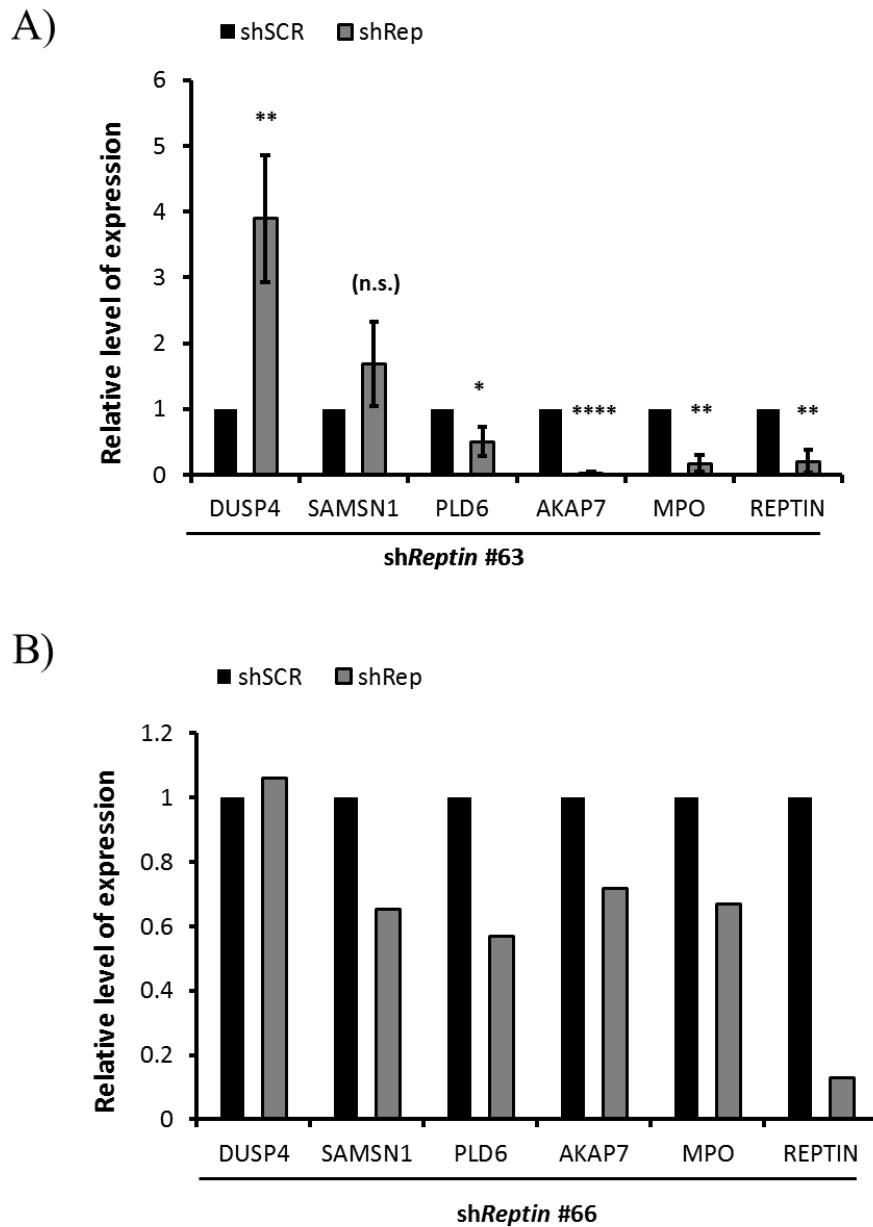 A)
shSCR shRep
Relative level of expression
6
5
4
3
2
1
0
**
(n.s.)
*
****
**
**
DUSP4 SAMSN1 PLD6 AKAP7 MPO REPTIN
shReptin #63
B)
shSCR shRep
Relative level of expression
1.2
1
0.8
0.6
0.4
0.2
0
DUSP4 SAMSN1 PLD6 AKAP7 MPO REPTIN
shReptin #66